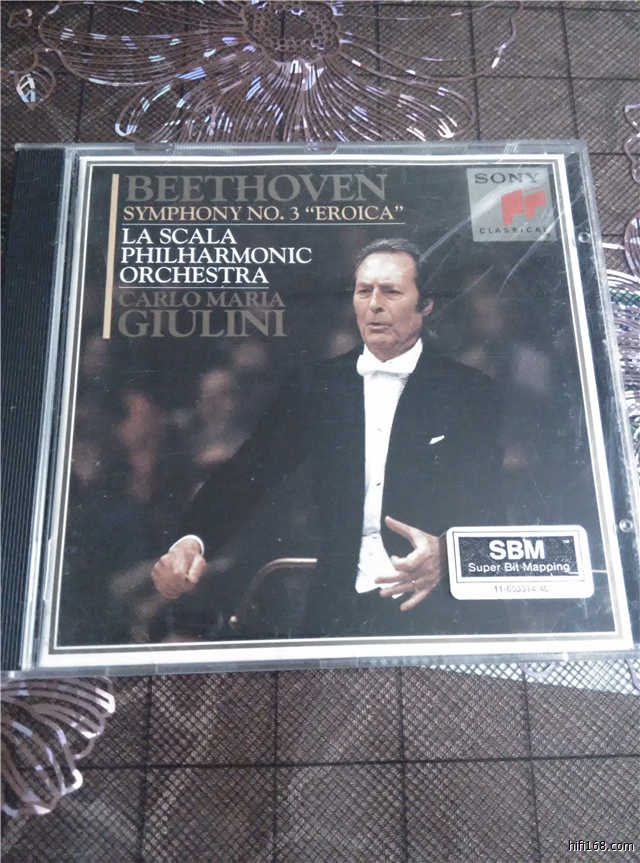 BEETHOVEN
SYMPHONY NO. 3 "EROICA"
LA SCALA
PHILHARMONIC
ORCHESTRA
CARLO MARIA
GIULINI
SONY
CLASSICAL
SBM
Super Bit Mapping
hifi168.com